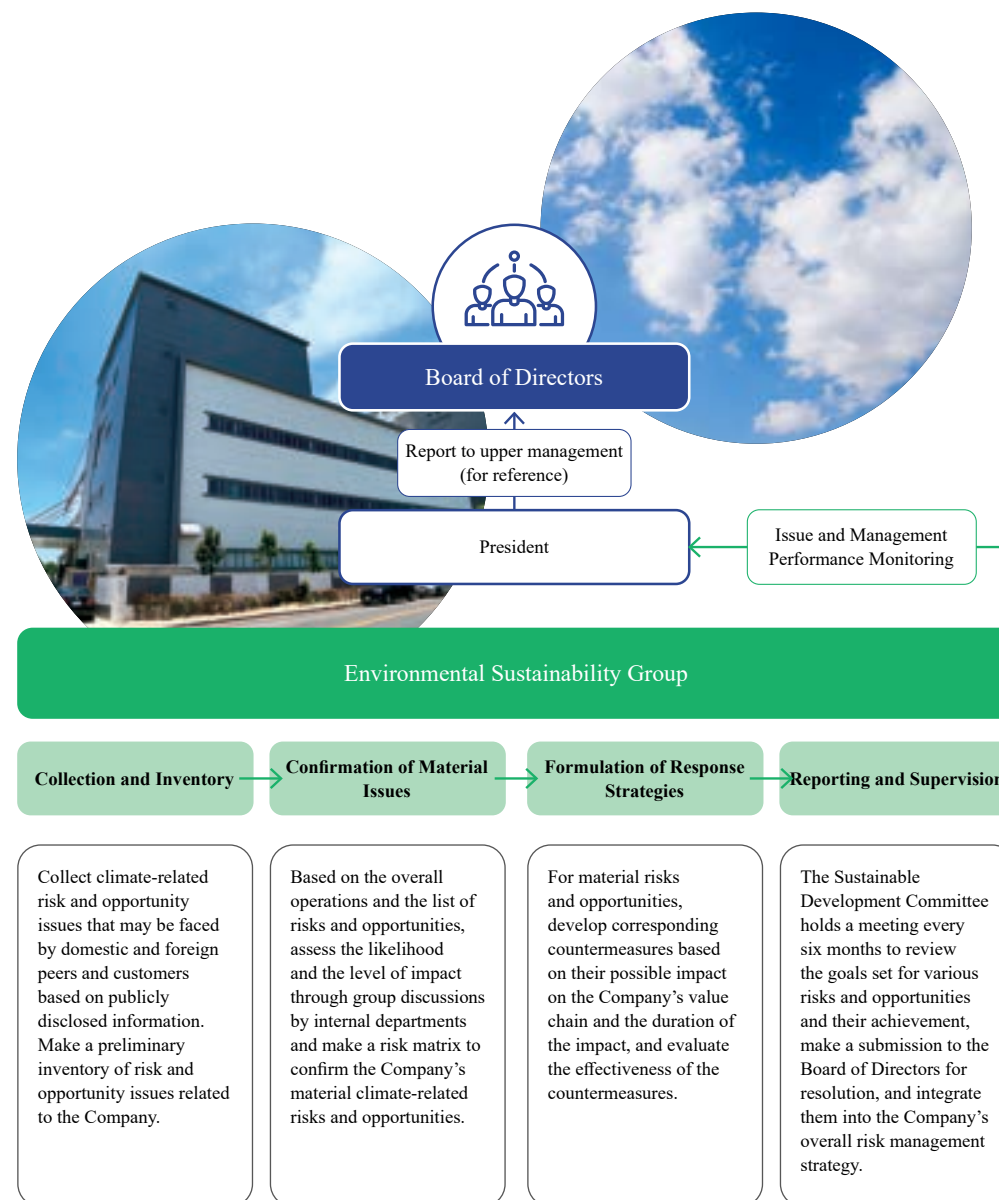 Board of Directors
Report to upper management
(for reference)
President
Issue and Management
Performance Monitoring
Environmental Sustainability Group
Collection and Inventory
Confirmation of Material
Issues
Formulation of Response
Strategies
Reporting and Supervision
Collect climate-related
risk and opportunity
issues that may be faced
by domestic and foreign
peers and customers
based on publicly
disclosed information.
Make a preliminary
inventory of risk and
opportunity issues related
to the Company.
Based on the overall
operations and the list of
risks and opportunities,
assess the likelihood
and the level of impact
through group discussions
by internal departments
and make a risk matrix to
confirm the Company’s
material climate-related
risks and opportunities.
For material risks
and opportunities,
develop corresponding
countermeasures based
on their possible impact
on the Company’s value
chain and the duration of
the impact, and evaluate
the effectiveness of the
countermeasures.
The Sustainable
Development Committee
holds a meeting every
six months to review
the goals set for various
risks and opportunities
and their achievement,
make a submission to the
Board of Directors for
resolution, and integrate
them into the Company’s
overall risk management
strategy.